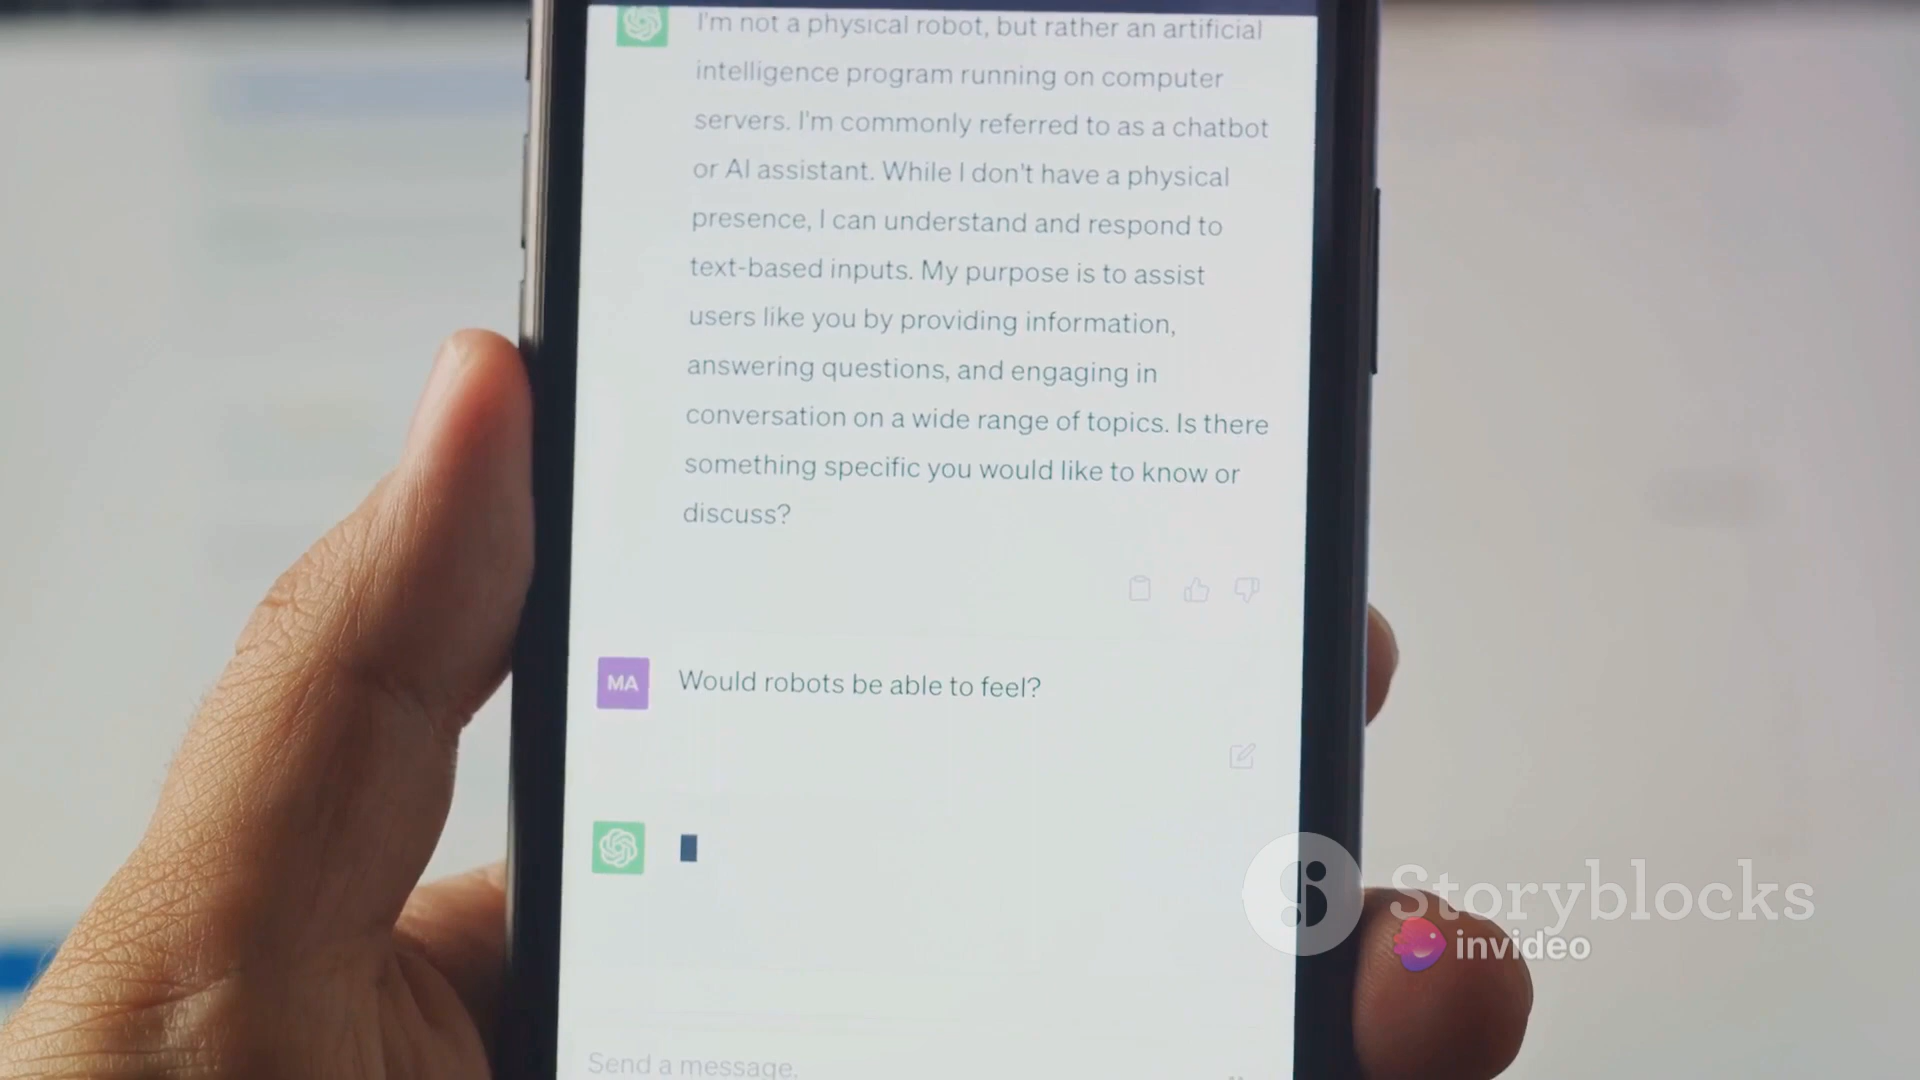 I'm not a physical robot, but rather an artificial
intelligence program running on computer
servers. I'm commonly referred to as a chatbot
or AI assistant. While I don't have a physical
presence, I can understand and respond to
text-based inputs. My purpose is to assist
users like you by providing information,
answering questions, and engaging in
conversation on a wide range of topics. Is there
something specific you would like to know or
discuss?
MA
Would robots be able to feel?
Storyblocks
invideo
Send a message.